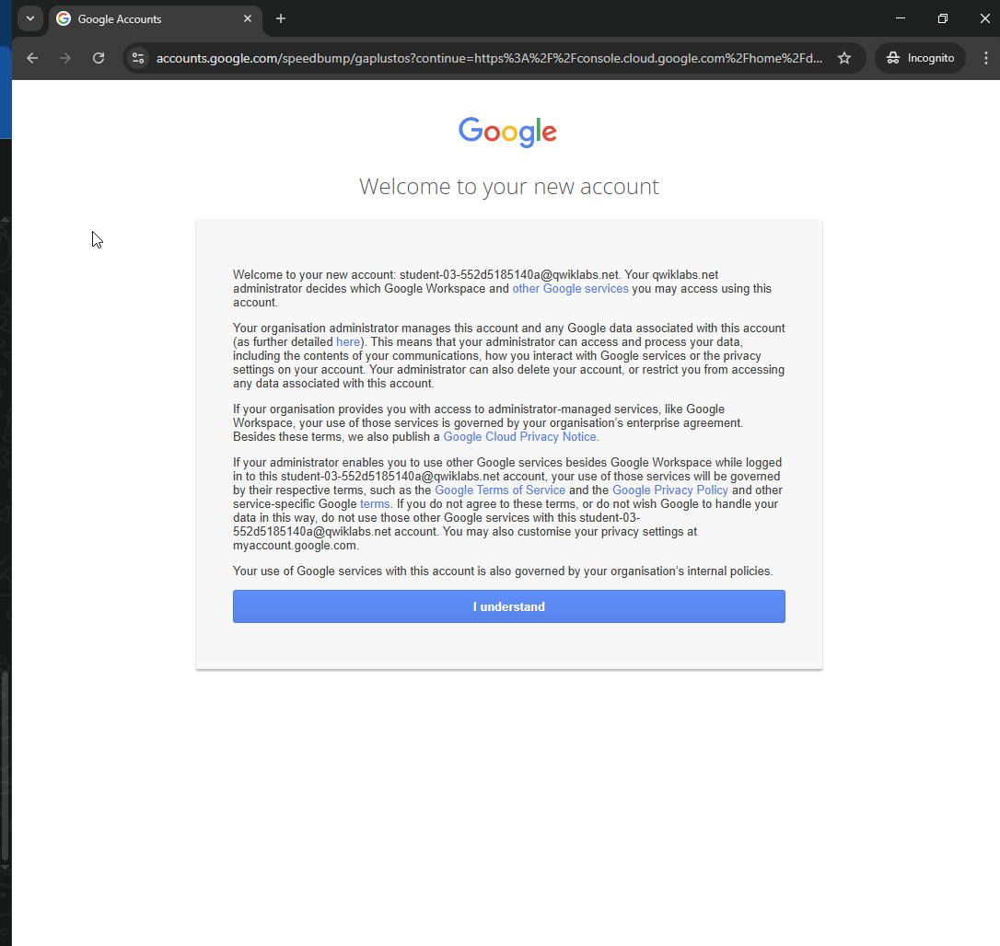 Google Accounts
accounts.google.com/speedbump/gaplustos?continue=https%3A%2F%2Fconsole.cloud.google.com%2Fhome%2Fd...
Incognito
Google
Welcome to your new account
Welcome to your new account: student-03-552d5185140a@qwiklabs.net. Your qwiklabs.net
administrator decides which Google Workspace and other Google services you may access using this
account.
Your organisation administrator manages this account and any Google data associated with this account
(as further detailed here). This means that your administrator can access and process your data,
including the contents of your communications, how you interact with Google services or the privacy
settings on your account. Your administrator can also delete your account, or restrict you from accessing
any data associated with this account.
If your organisation provides you with access to administrator-managed services, like Google
Workspace, your use of those services is governed by your organisation’s enterprise agreement.
Besides these terms, we also publish a Google Cloud Privacy Notice.
If your administrator enables you to use other Google services besides Google Workspace while logged
in to this student-03-552d5185140a@qwiklabs.net account, your use of those services will be governed
by their respective terms, such as the Google Terms of Service and the Google Privacy Policy and other
service-specific Google terms. If you do not agree to these terms, or do not wish Google to handle your
data in this way, do not use those other Google services with this student-03-
552d5185140a@qwiklabs.net account. You may also customise your privacy settings at
myaccount.google.com.
Your use of Google services with this account is also governed by your organisation’s internal policies.
I understand